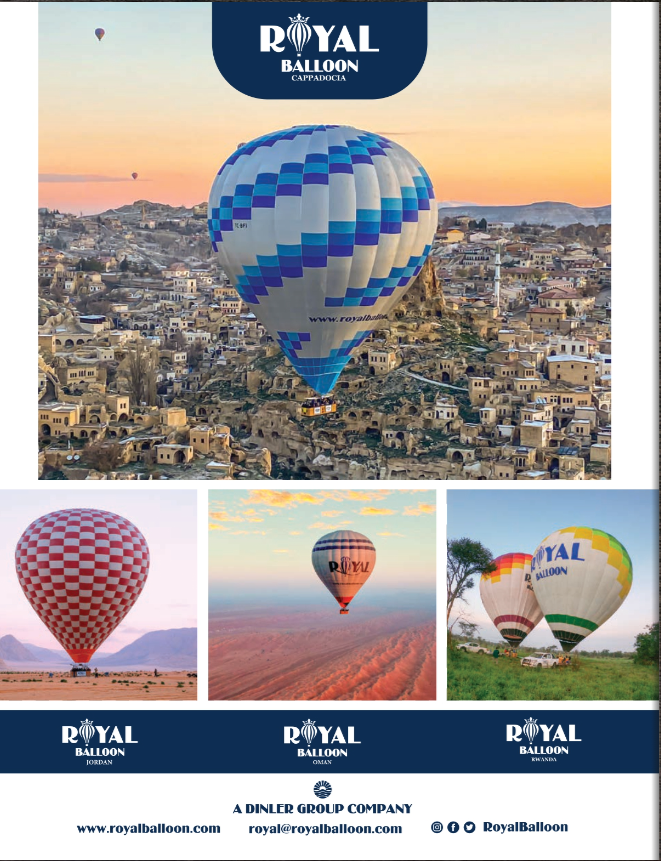 ROYAL
BALLOON
CAPPADOCIA
www.royalballoon
ROYAL
ROYAL
BALLOON
ROYAL
BALLOON
JORDAN
ROYAL
BALLOON
OMAN
ROYAL
BALLOON
RWANDA
A DINLER GROUP COMPANY
www.royalballoon.com
royal@royalballoon.com
RoyalBalloon